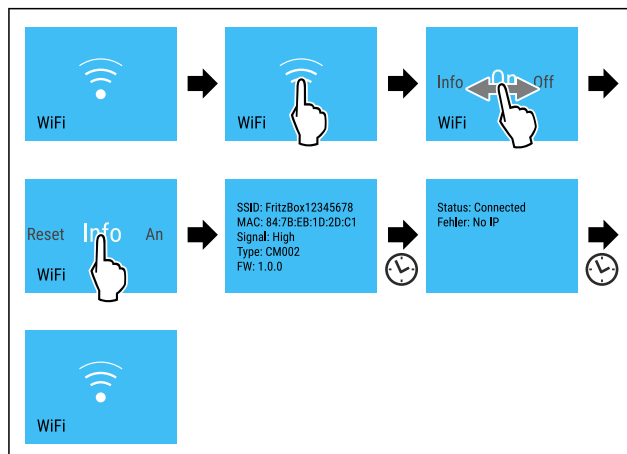 WiFi
WiFi
Info On Off
WiFi
Reset Info An
WiFi
SSID: FritzBox12345678
MAC: 84:7B:EB:1D:2D:C1
Signal: High
Type: CM002
FW: 1.0.0
Status: Connected
Fehler: No IP
WiFi